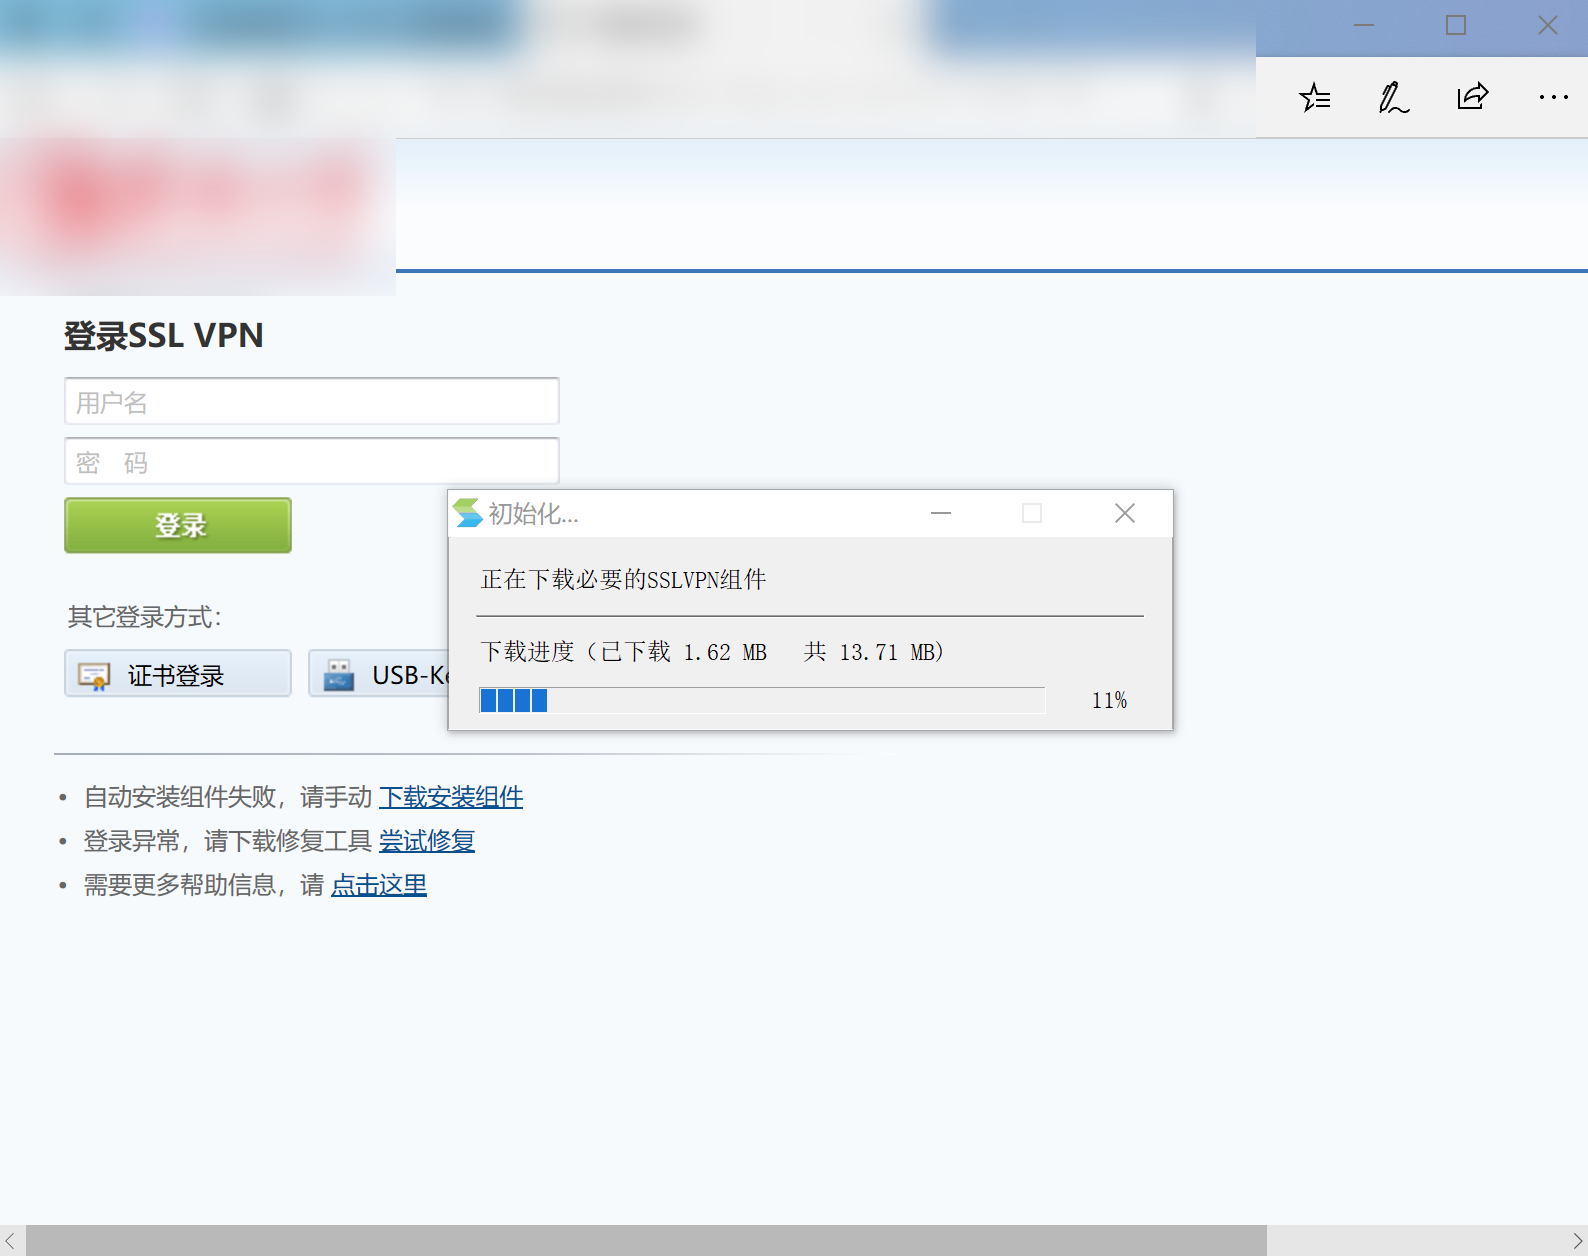 登录SSL VPN
用户名
密 码
登录
初始化...
正在下载必要的SSLVPN组件
下载进度（已下载 1.62 MB 共 13.71 MB）
11%
其它登录方式：
证书登录
USB-Ke
自动安装组件失败，请手动 下载安装组件
登录异常，请下载修复工具 尝试修复
需要更多帮助信息，请 点击这里